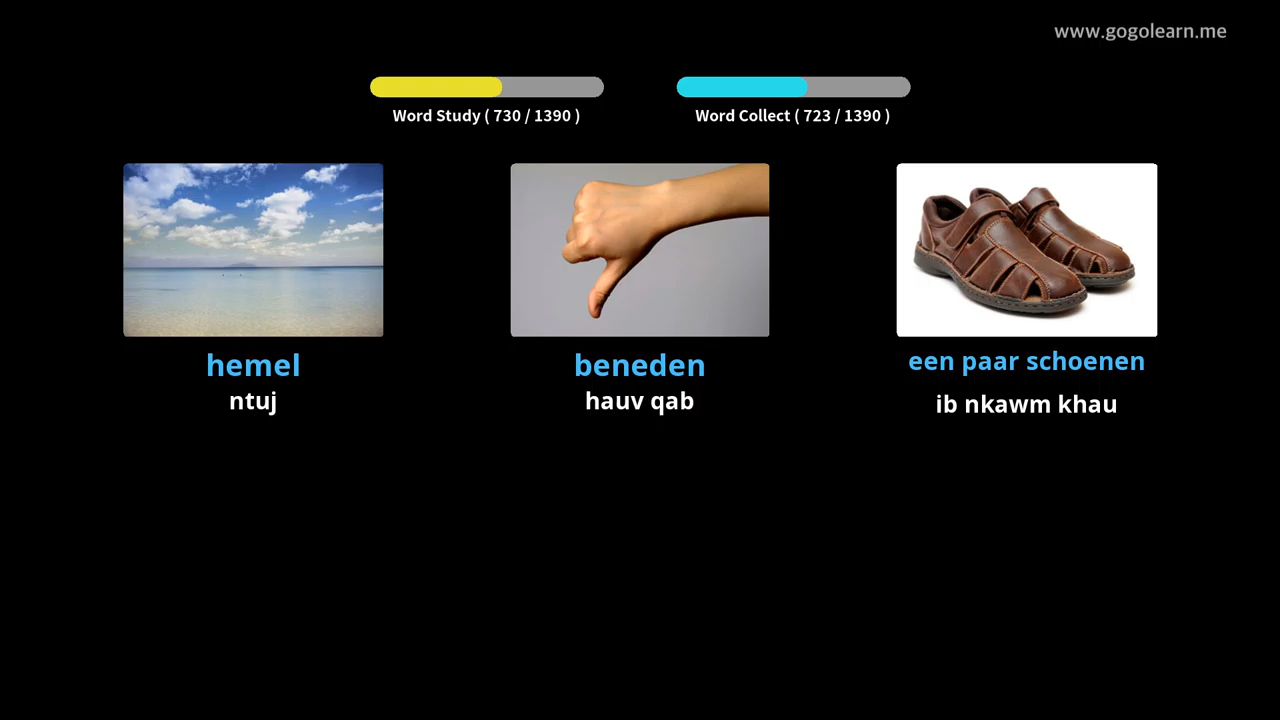 www.gogolearn.me
Word Study ( 730 / 1390 )
Word Collect ( 723 / 1390 )
hemel
ntuj
beneden
hauv qab
een paar schoenen
ib nkawm khau